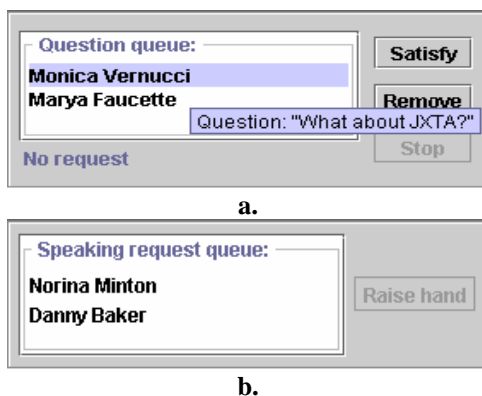 Question queue:
Satisfy
Monica Vernucci
Marya Faucette
Remove
Question: "What about JXTA?"
Stop
No request
a.
Speaking request queue:
Norina Minton
Raise hand
Danny Baker
b.